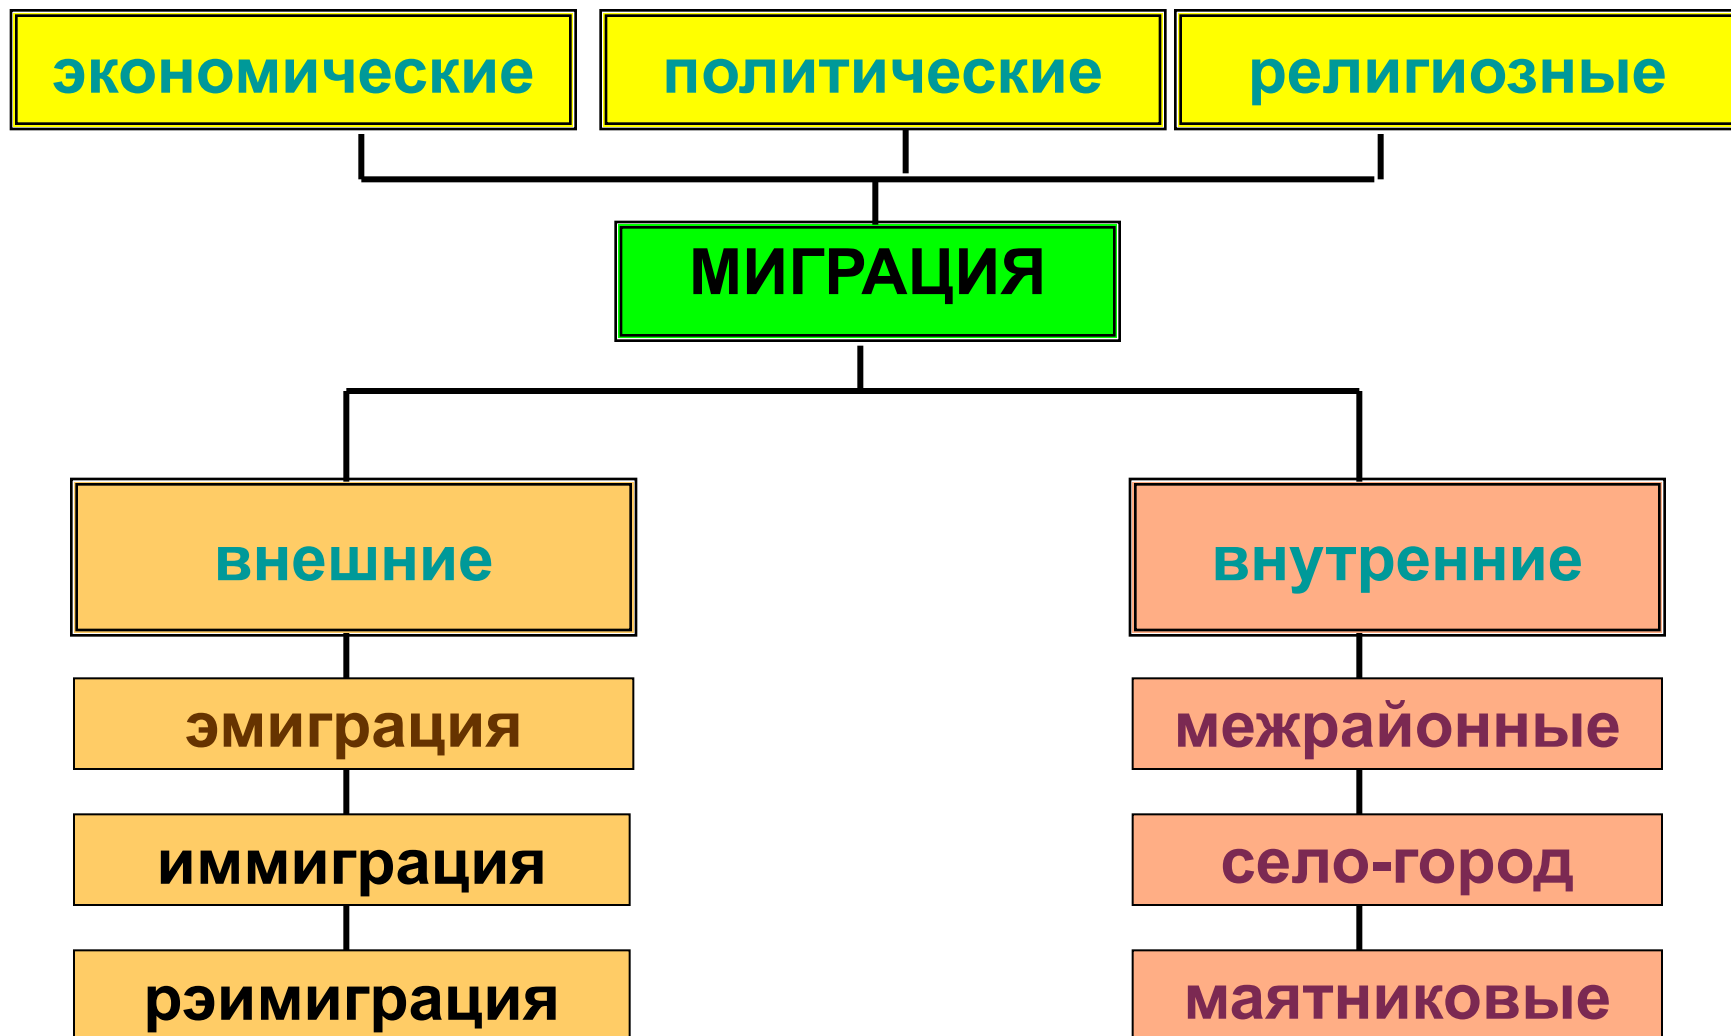 экономические
политические
религиозные
МИГРАЦИЯ
внешние
внутренние
эмиграция
межрайонные
иммиграция
село-город
рэимиграция
маятниковые